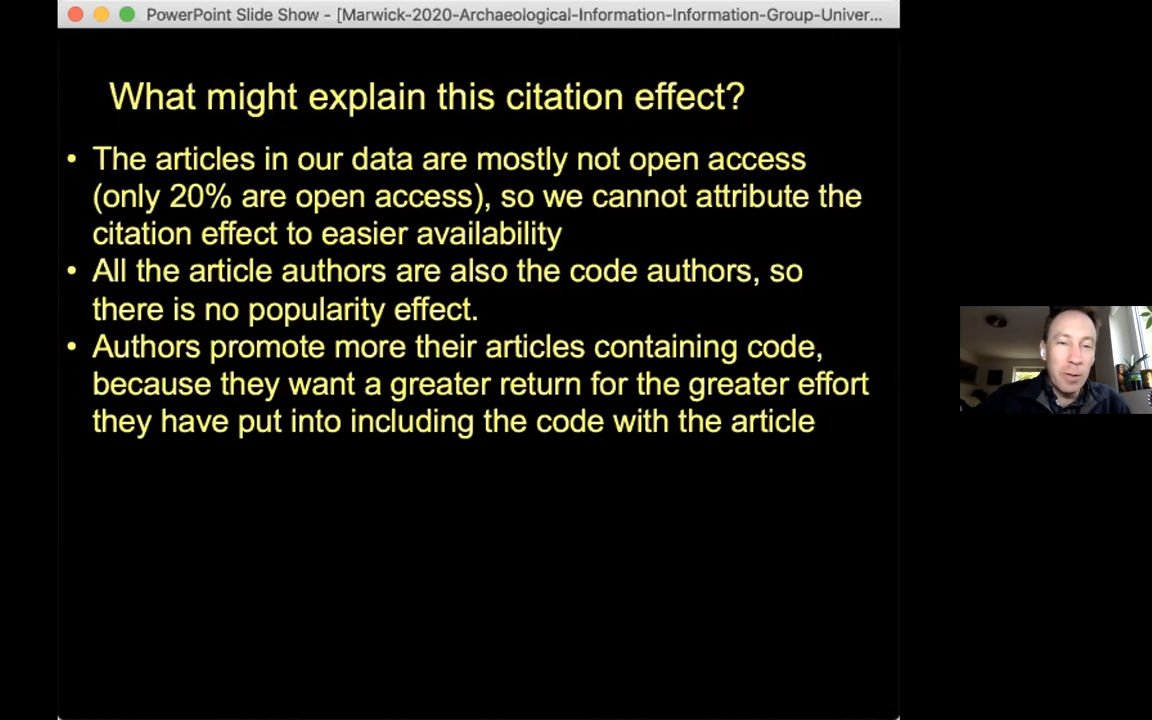 PowerPoint Slide Show - [Marwick-2020-Archaeological-Information-Information-Group-Univer...
What might explain this citation effect?
• The articles in our data are mostly not open access
(only 20% are open access), so we cannot attribute the
citation effect to easier availability
• All the article authors are also the code authors, so
there is no popularity effect.
• Authors promote more their articles containing code,
because they want a greater return for the greater effort
they have put into including the code with the article